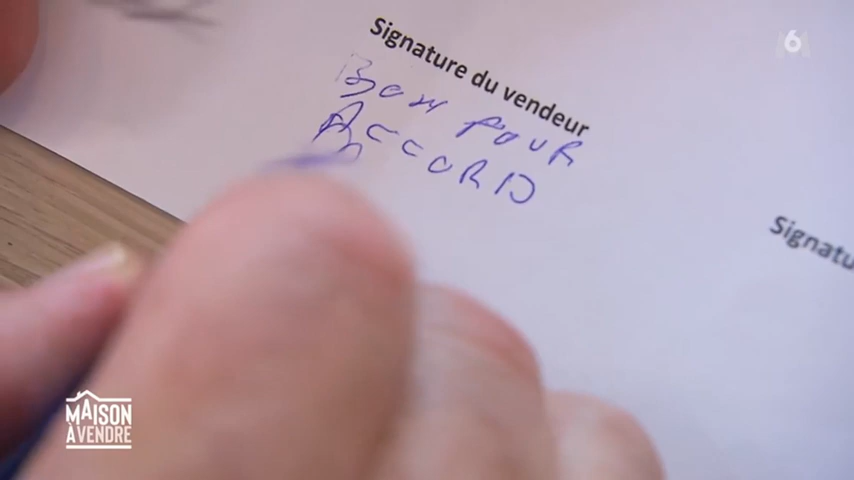 6
Signature du vendeur
Bon pour
Accord
Signatu
MAISON
À VENDRE